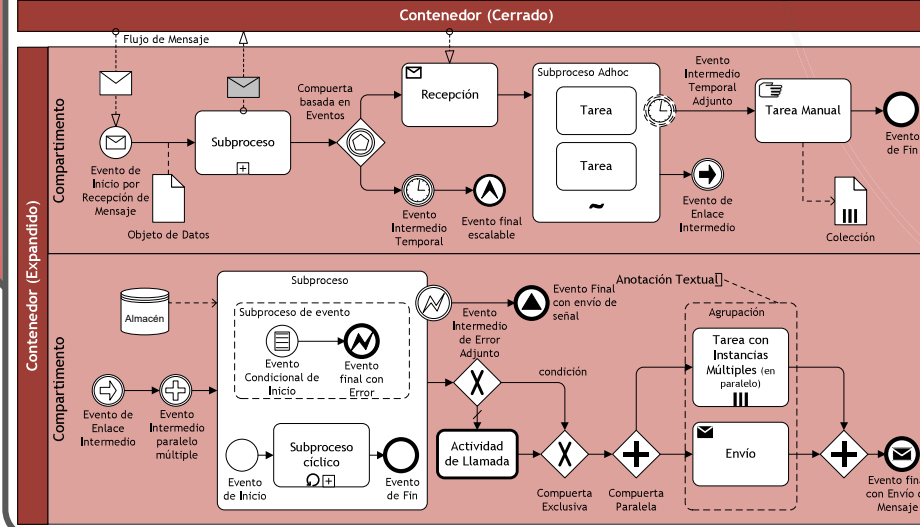 Contenedor (Cerrado)
Contenedor (Expandido)
Compartimento
Flujo de Mensaje
Evento de
Inicio por
Recepción de
Mensaje
Objeto de Datos
Subproceso
Compuerta
basada en
Eventos
Recepción
Evento
Intermedio
Temporal
Evento final
escalable
Subproceso Adhoc
Tarea
Tarea
~
Evento
Intermedio
Temporal
Adjunto
Evento de
Enlace
Intermedio
Tarea Manual
Colección
Evento
de Fin
Compartimento
Almacén
Evento de
Enlace
Intermedio
Evento
Intermedio
paralelo
múltiple
Subproceso
Subproceso de evento
Evento
Condicional de
Inicio
Evento
final con
Error
Evento
de Inicio
Subproceso
cíclico
Evento
de Fin
Evento
Intermedio
de Error
Adjunto
Evento Final
con envío de
señal
condición
Actividad
de Llamada
Compuerta
Exclusiva
Compuerta
Paralela
Anotación Textual
Agrupación
Tarea con
Instancias
Múltiples (en
paralelo)
Envío
Evento fina
con Envío d
Mensaje